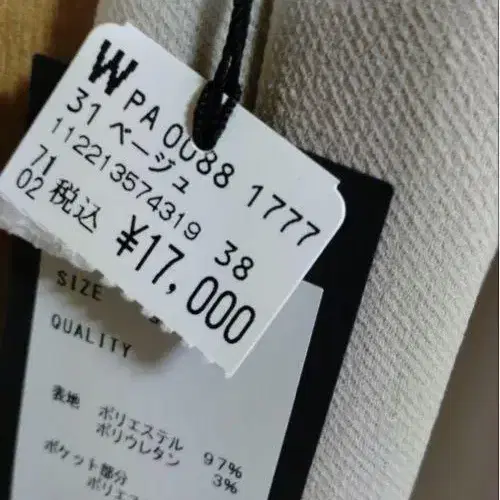 W PA 0088 1777
31 ベージュ 38
112213574319
71
02 税込 ¥17,000
SIZE
QUALITY
表地 ポリエステル 97%
ポリウレタン 3%
ポケット部分